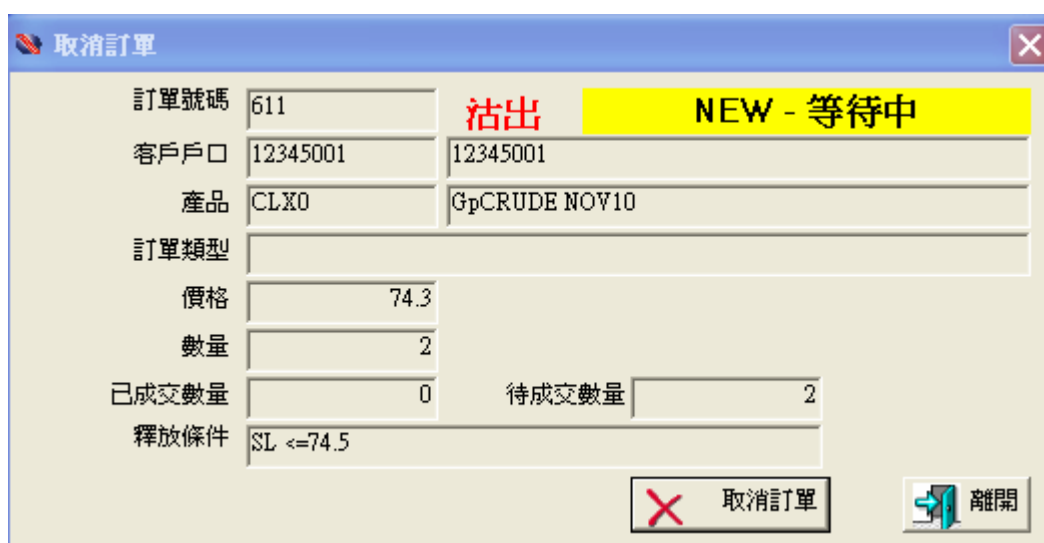 取消訂單
訂單號碼 611 沽出 NEW - 等待中
客戶戶口 12345001 12345001
產品 CLX0 GpCRUDE NOV10
訂單類型
價格 74.3
數量 2
已成交數量 0 待成交數量 2
釋放條件 SL <=74.5
取消訂單 離開